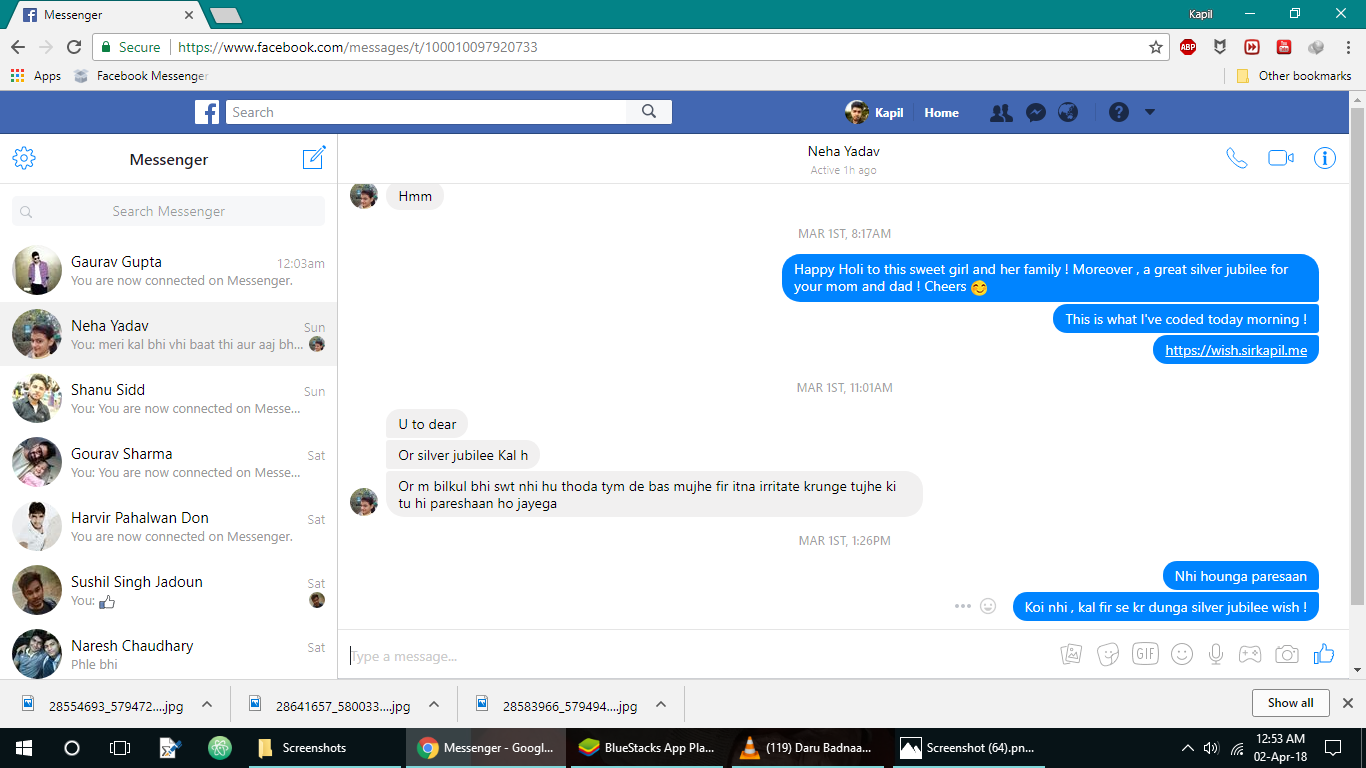 Messenger
Kapil
Secure
https://www.facebook.com/messages/t/100010097920733
ABP
Apps
Facebook Messenger
Other bookmarks
Search
Kapil
Home
Messenger
Neha Yadav
Active 1h ago
Search Messenger
Gaurav Gupta
12:03am
You are now connected on Messenger.
Neha Yadav
Sun
You: meri kal bhi vhi baat thi aur aaj bh...
Shanu Sidd
Sun
You: You are now connected on Messe...
Gourav Sharma
Sat
You: You are now connected on Messe...
Harvir Pahalwan Don
Sat
You are now connected on Messenger.
Sushil Singh Jadoun
Sat
You:
Naresh Chaudhary
Sat
Phle bhi
Hmm
MAR 1ST, 8:17AM
Happy Holi to this sweet girl and her family ! Moreover , a great silver jubilee for
your mom and dad ! Cheers 😊
This is what I've coded today morning !
https://wish.sirkapil.me
MAR 1ST, 11:01AM
U to dear
Or silver jubilee Kal h
Or m bilkul bhi swt nhi hu thoda tym de bas mujhe fir itna irritate krunge tujhe ki
tu hi pareshaan ho jayega
MAR 1ST, 1:26PM
Nhi hounga paresaan
Koi nhi , kal fir se kr dunga silver jubilee wish !
Type a message...
GIF
28554693_579472....jpg
28641657_580033....jpg
28583966_579494....jpg
Show all
Screenshots
Messenger - Googl...
BlueStacks App Pla...
(119) Daru Badnaa...
Screenshot (64).pn...
12:53 AM
02-Apr-18